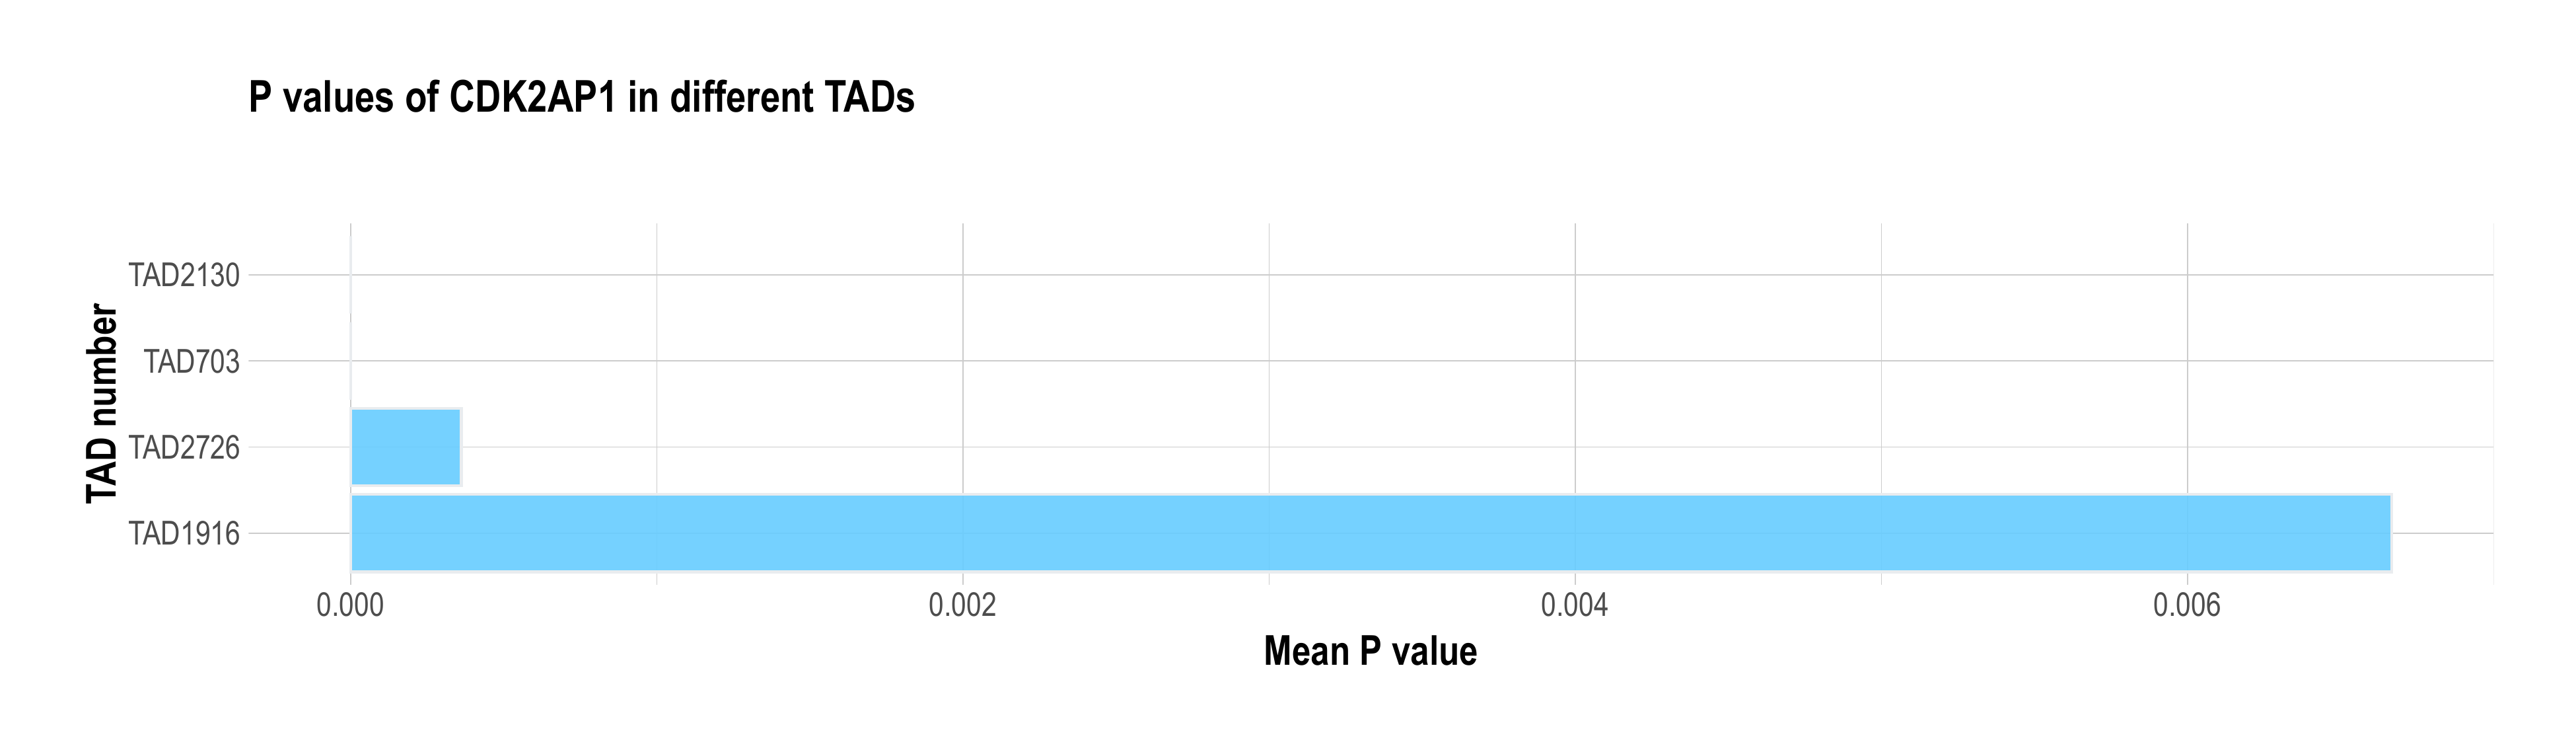 P values of CDK2AP1 in different TADs
TAD number
TAD2130
TAD703
TAD2726
TAD1916
0.000 0.002 0.004 0.006
Mean P value